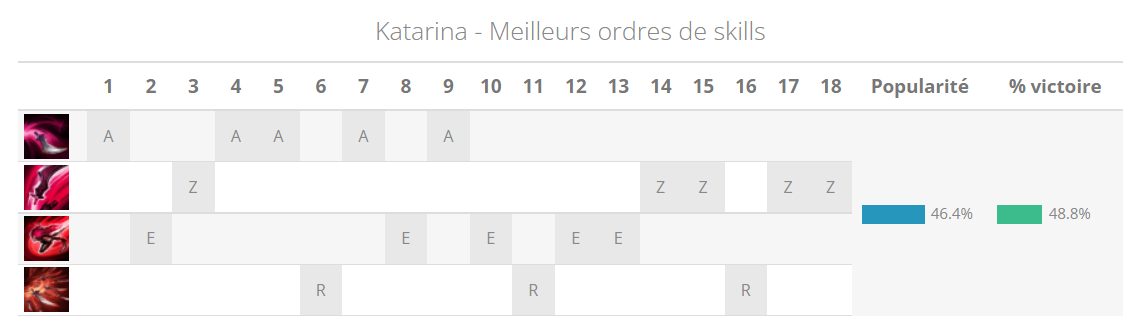 Katarina - Meilleurs ordres de skills
1 2 3 4 5 6 7 8 9 10 11 12 13 14 15 16 17 18 Popularité % victoire
A A A A A
Z Z Z Z Z
46.4% 48.8%
E E E E E
R R R